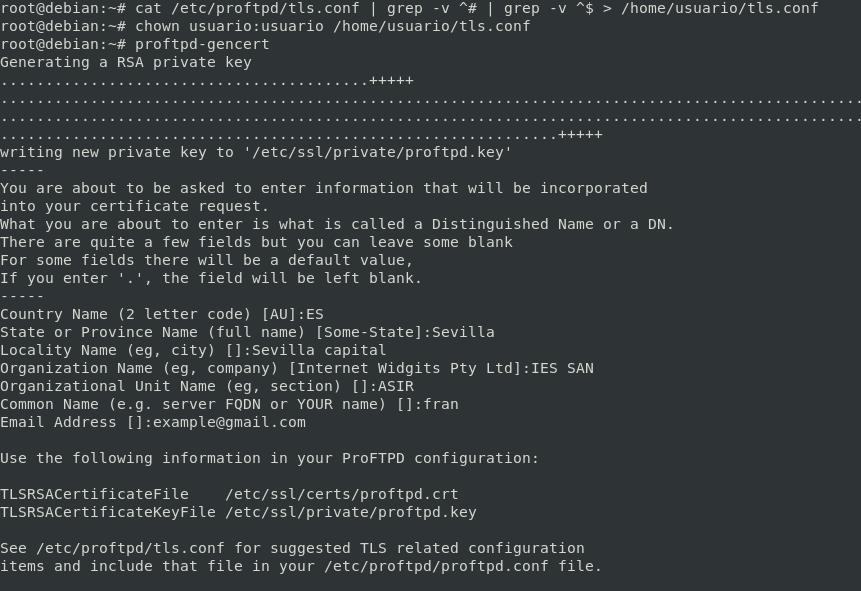 root@debian:~# cat /etc/proftpd/tls.conf | grep -v ^# | grep -v ^$ > /home/usuario/tls.conf
root@debian:~# chown usuario:usuario /home/usuario/tls.conf
root@debian:~# proftpd-gencert
Generating a RSA private key
.........................................+++++
................................................................................................
................................................................................................
..............................................................+++++
writing new private key to '/etc/ssl/private/proftpd.key'
-----
You are about to be asked to enter information that will be incorporated
into your certificate request.
What you are about to enter is what is called a Distinguished Name or a DN.
There are quite a few fields but you can leave some blank
For some fields there will be a default value,
If you enter '.', the field will be left blank.
-----
Country Name (2 letter code) [AU]:ES
State or Province Name (full name) [Some-State]:Sevilla
Locality Name (eg, city) []:Sevilla capital
Organization Name (eg, company) [Internet Widgits Pty Ltd]:IES SAN
Organizational Unit Name (eg, section) []:ASIR
Common Name (e.g. server FQDN or YOUR name) []:fran
Email Address []:example@gmail.com
Use the following information in your ProFTPD configuration:
TLSRSACertificateFile    /etc/ssl/certs/proftpd.crt
TLSRSACertificateKeyFile /etc/ssl/private/proftpd.key
See /etc/proftpd/tls.conf for suggested TLS related configuration
items and include that file in your /etc/proftpd/proftpd.conf file.